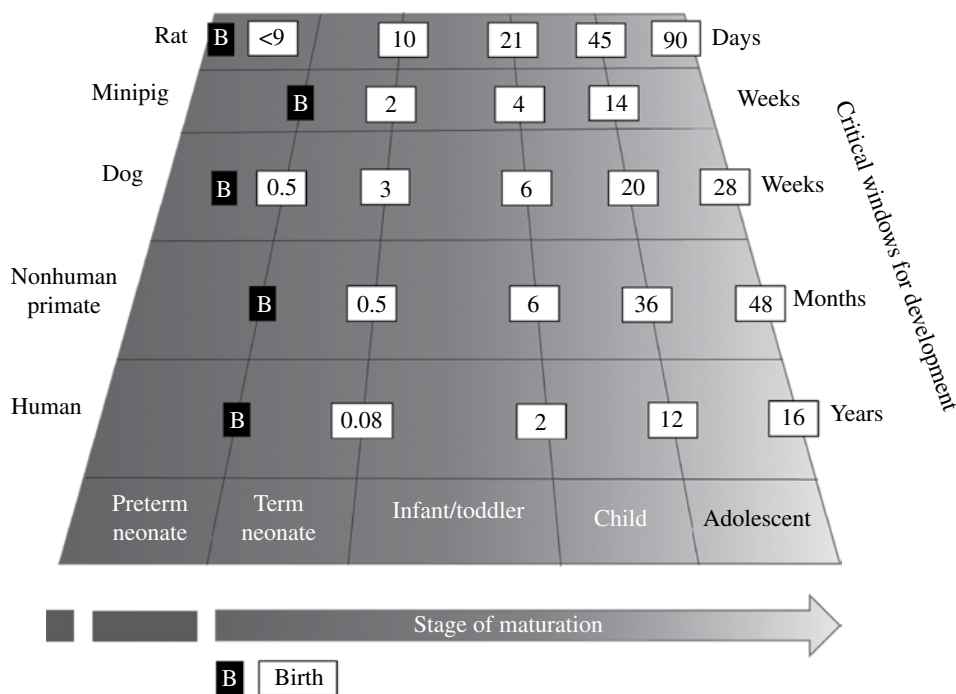 Rat B <9 10 21 45 90 Days
Minipig B 2 4 14 Weeks
Dog B 0.5 3 6 20 28 Weeks
Nonhuman
primate B 0.5 6 36 48 Months
Human B 0.08 2 12 16 Years
Critical windows for development
Preterm
neonate
Term
neonate
Infant/toddler
Child
Adolescent
Stage of maturation
B Birth